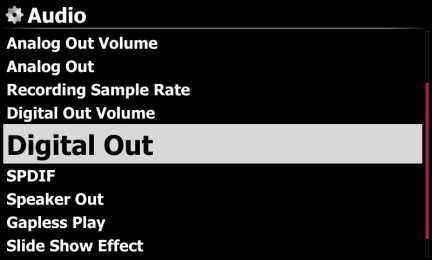 Audio
Analog Out Volume
Analog Out
Recording Sample Rate
Digital Out Volume
Digital Out
SPDIF
Speaker Out
Gapless Play
Slide Show Effect